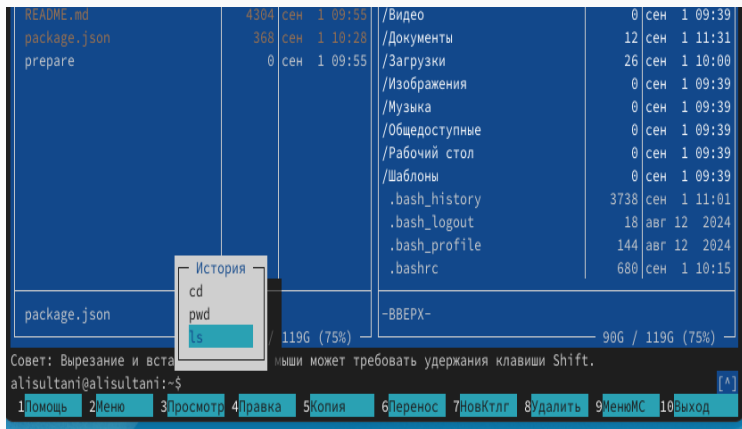 README.md 4304 сен 1 09:55
package.json 368 сен 1 10:28
prepare 0 сен 1 09:55
package.json
/ 119G (75%)
/Видео 0 сен 1 09:39
/Документы 12 сен 1 11:31
/Загрузки 26 сен 1 10:00
/Изображения 0 сен 1 09:39
/Музыка 0 сен 1 09:39
/Общедоступные 0 сен 1 09:39
/Рабочий стол 0 сен 1 09:39
/Шаблоны 0 сен 1 09:39
.bash_history 3738 сен 1 11:01
.bash_logout 18 авг 12 2024
.bash_profile 144 авг 12 2024
.bashrc 680 сен 1 10:15
-ВВЕРХ-
90G / 119G (75%)
История
cd
pwd
ls
Совет: Вырезание и вста мыши может требовать удержания клавиши Shift.
alisultani@alisultani:~$ [^]
1Помощь 2Меню 3Просмотр 4Правка 5Копия 6Перенос 7НовКтлг 8Удалить 9МенюMC 10Выход